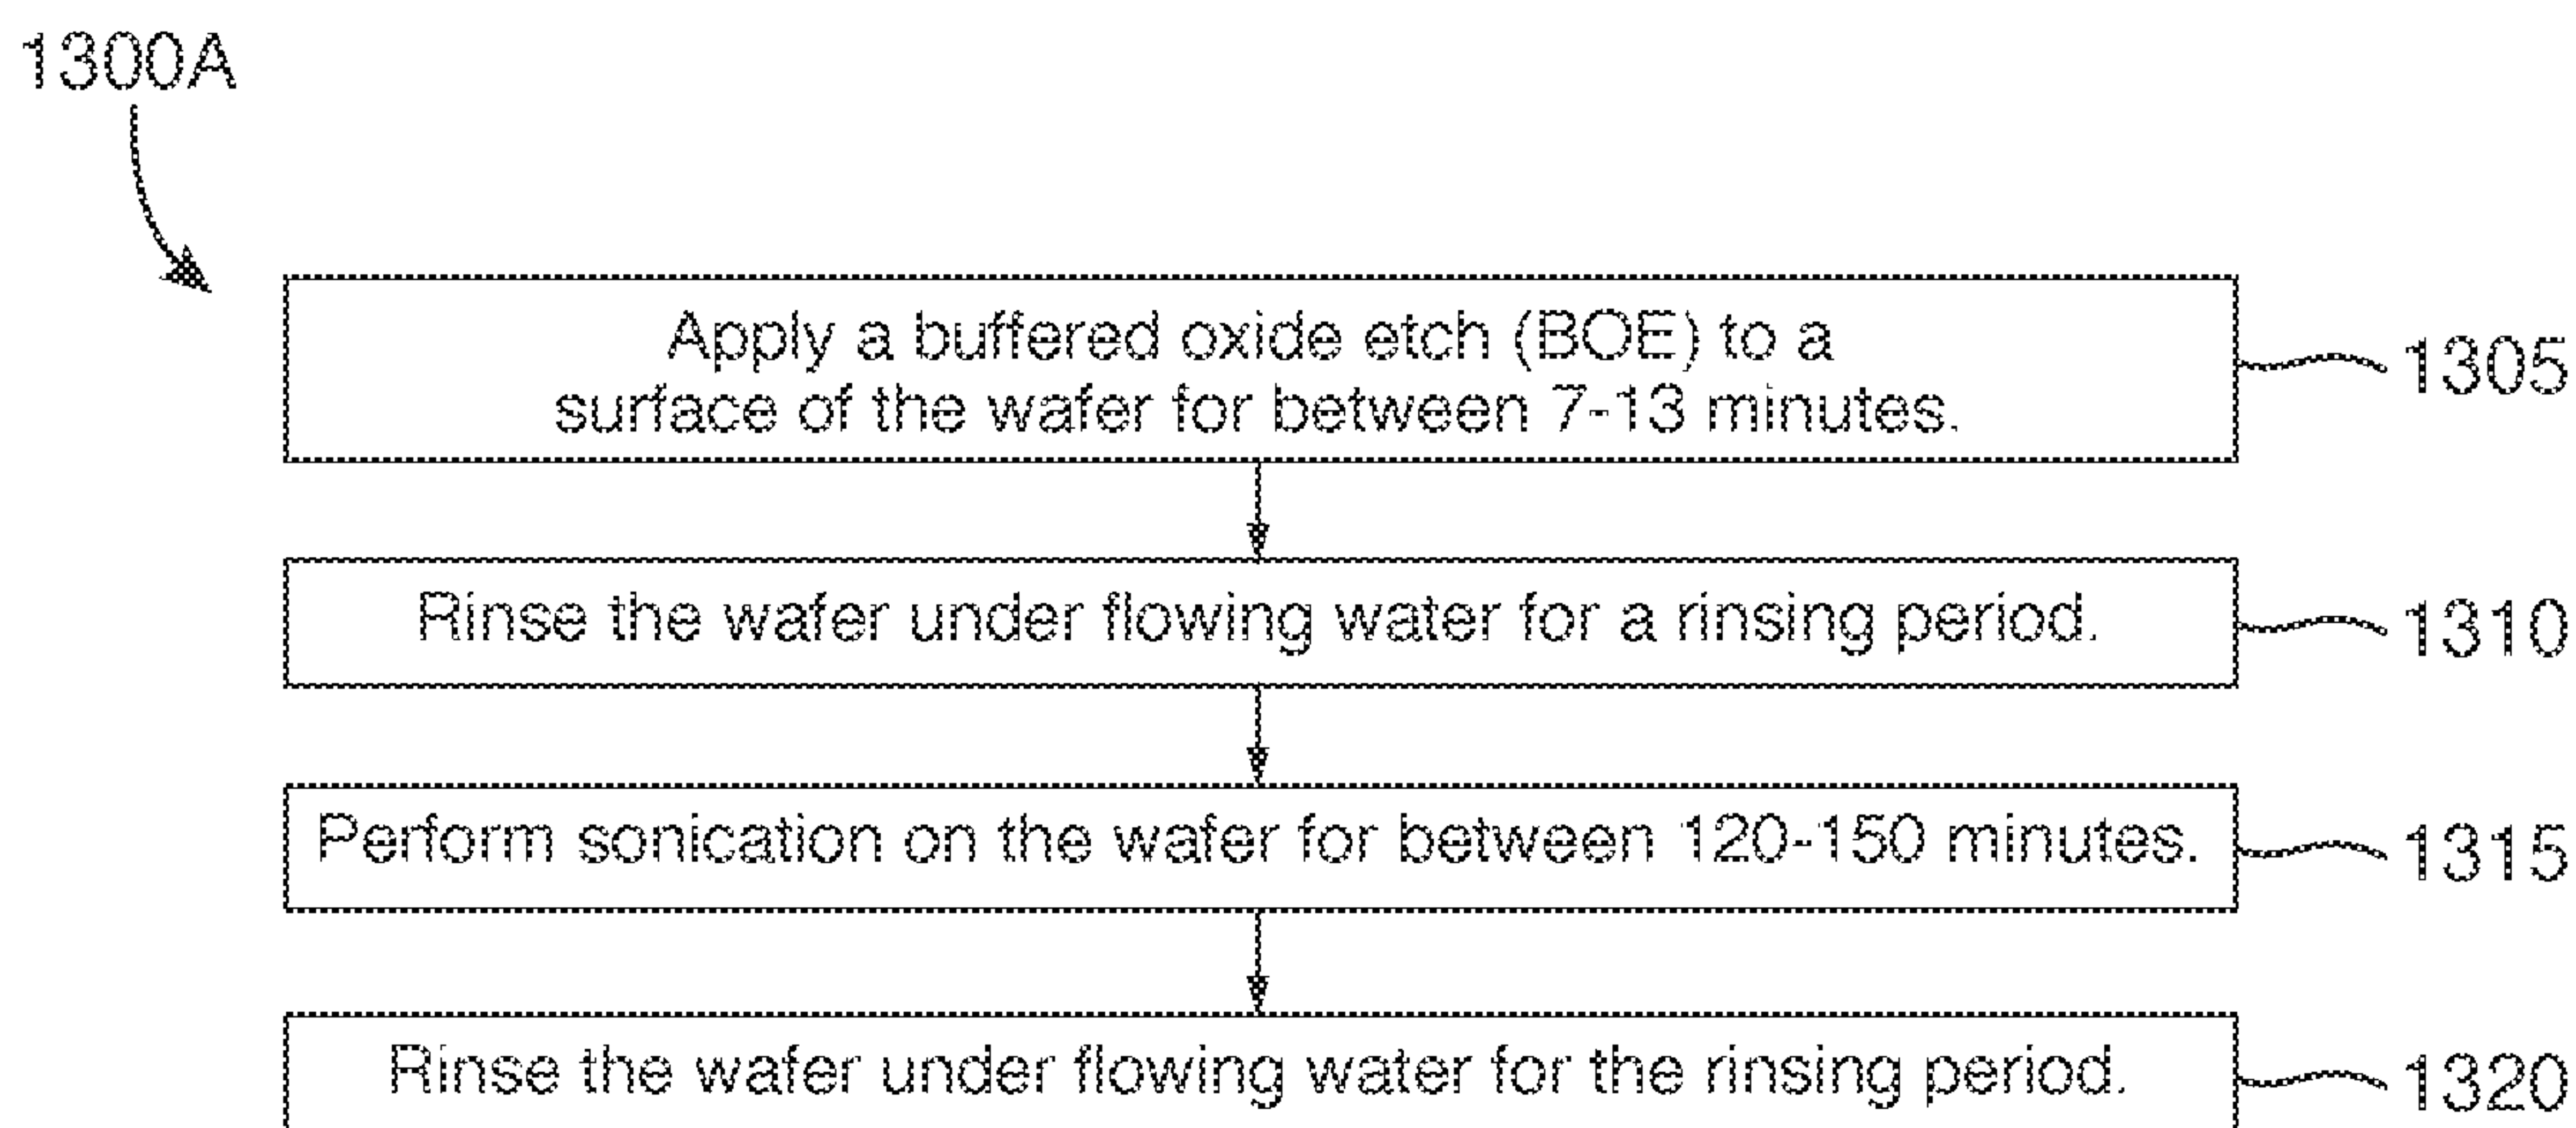 1300A
Apply a buffered oxide etch (BOE) to a
surface of the wafer for between 7-13 minutes.
1305
Rinse the wafer under flowing water for a rinsing period.
1310
Perform sonication on the wafer for between 120-150 minutes.
1315
Rinse the wafer under flowing water for the rinsing period.
1320